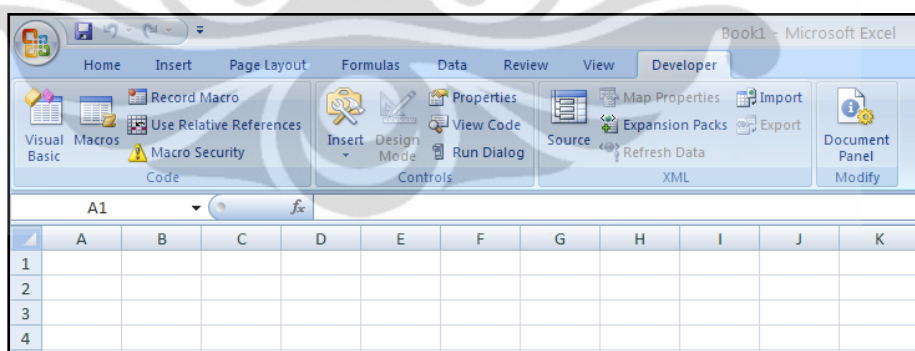 Book1 - Microsoft Excel
Home Insert Page Layout Formulas Data Review View Developer
Visual Basic
Macros
Record Macro
Use Relative References
Macro Security
Code
Insert
Design Mode
Properties
View Code
Run Dialog
Controls
Source
Map Properties
Expansion Packs
Refresh Data
Import
Export
XML
Document Panel
Modify
A1 fx
A B C D E F G H I J K
1
2
3
4